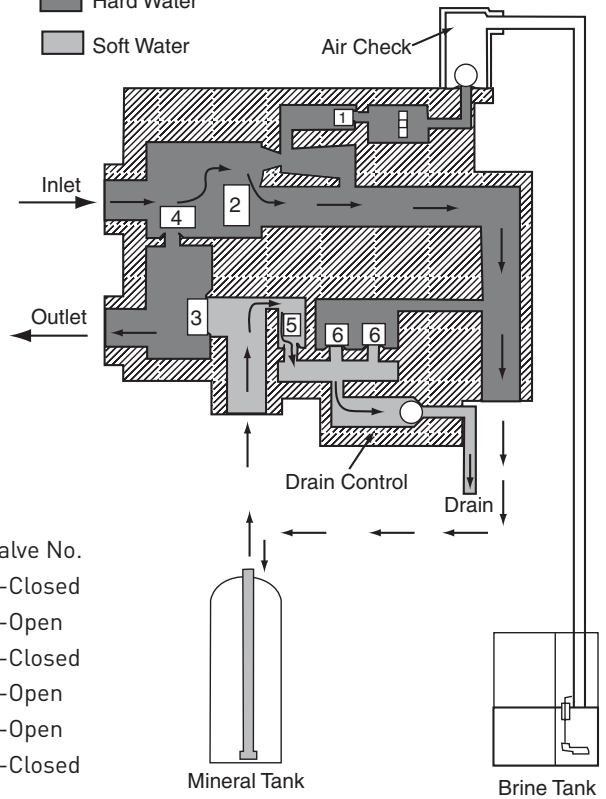 Hard Water
Soft Water
Air Check
1
Inlet
2
4
Outlet
3
5
6
6
Drain Control
Drain
alve No.
-Closed
-Open
-Closed
-Open
-Open
-Closed
Mineral Tank
Brine Tank